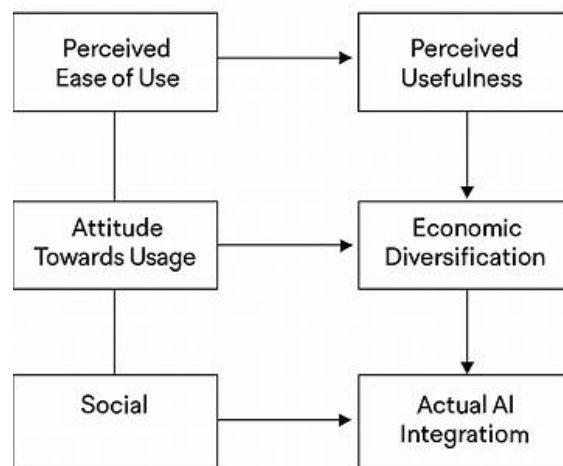 Perceived
Ease of Use
Perceived
Usefulness
Attitude
Towards Usage
Economic
Diversification
Social
Actual AI
Integratiom